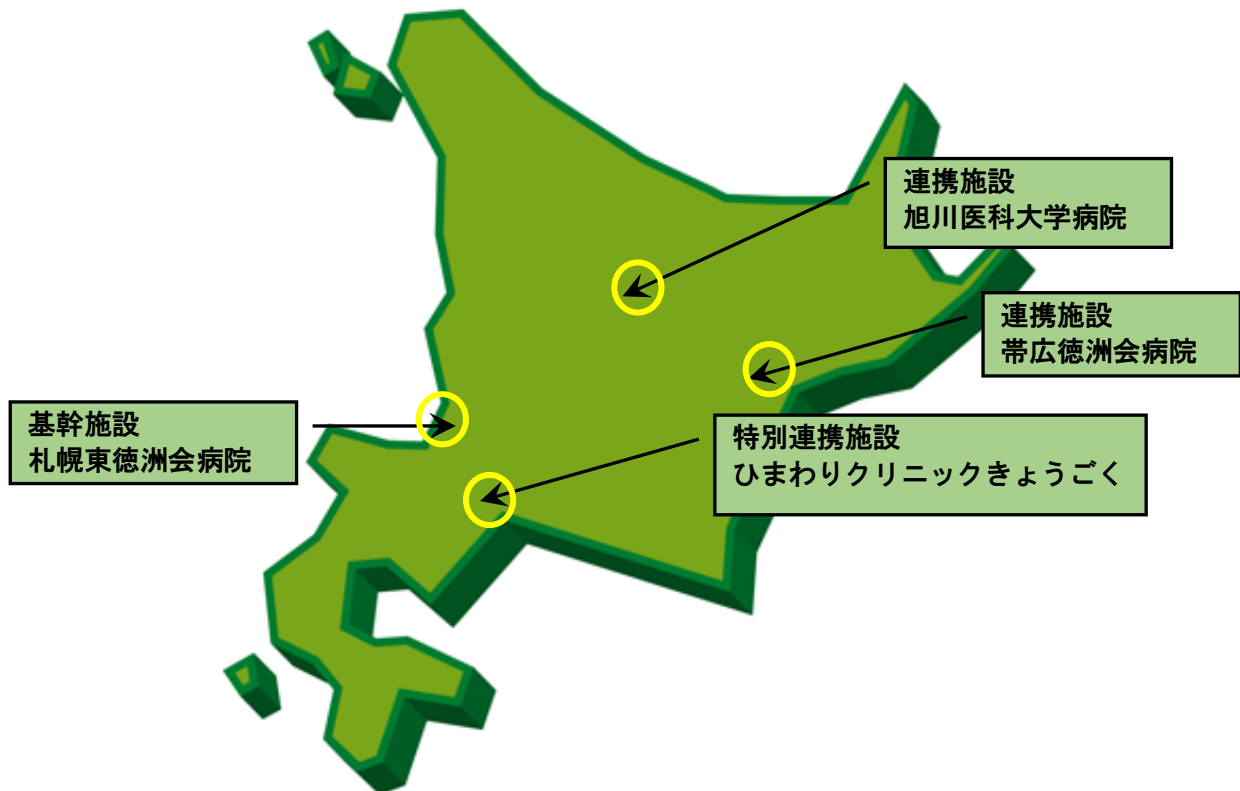 連携施設
旭川医科大学病院
連携施設
帯広徳洲会病院
基幹施設
札幌東徳洲会病院
特別連携施設
ひまわりクリニックきょうごく